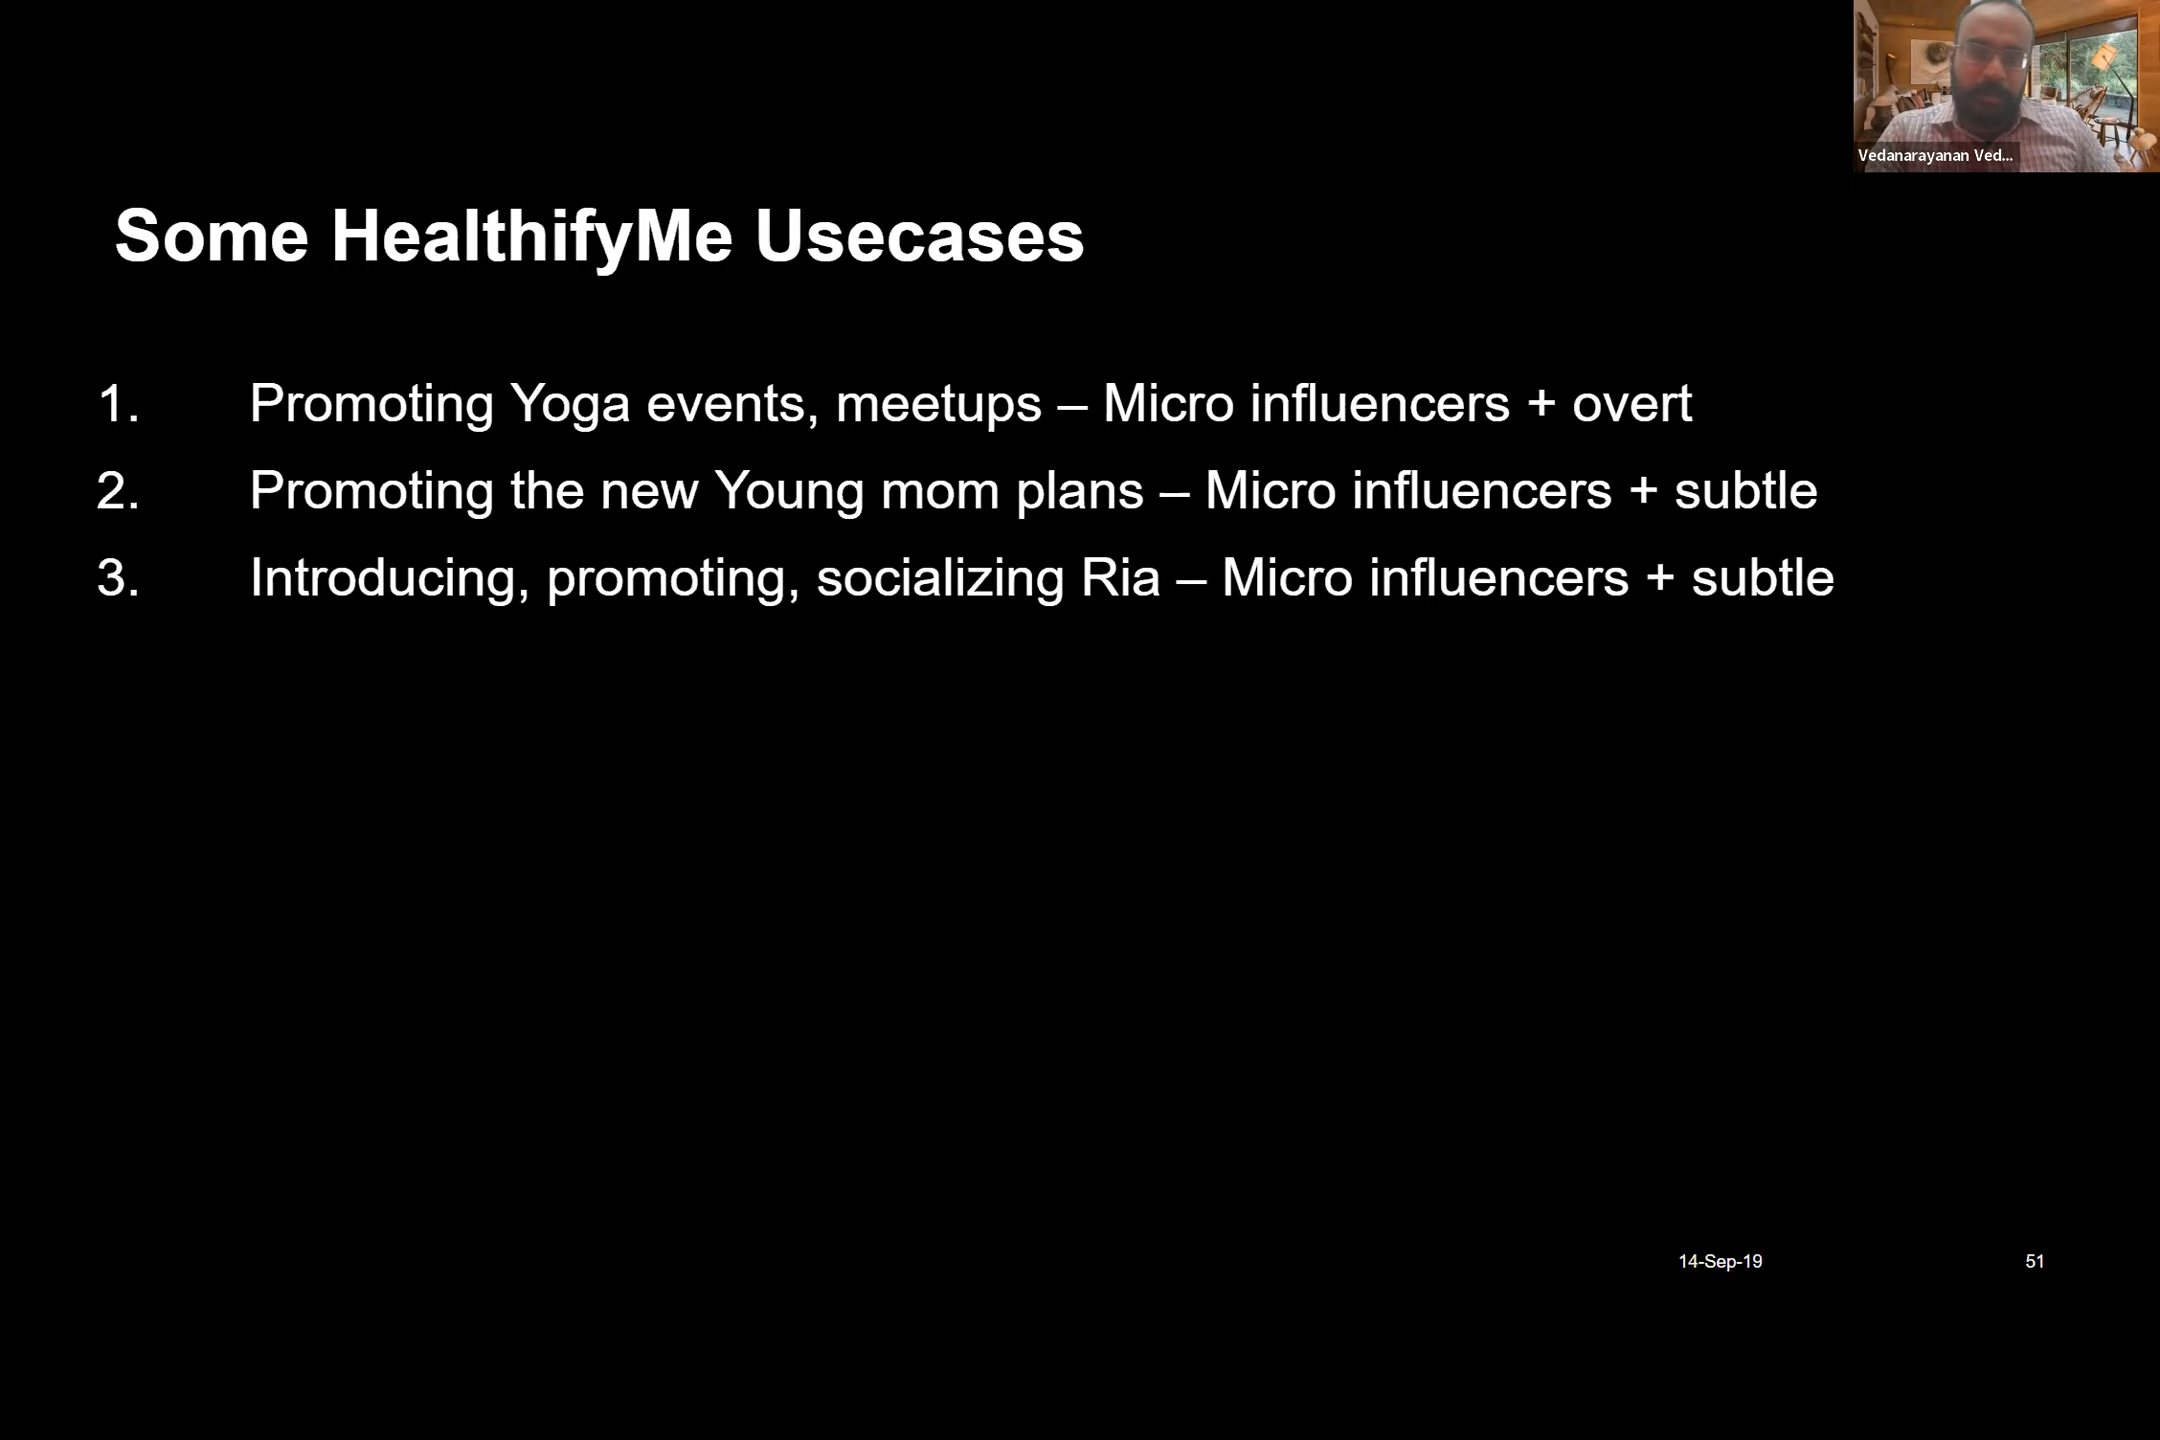 Vedanarayanan Ved...
Some HealthifyMe Usecases
1. Promoting Yoga events, meetups – Micro influencers + overt
2. Promoting the new Young mom plans – Micro influencers + subtle
3. Introducing, promoting, socializing Ria – Micro influencers + subtle
14-Sep-19 51